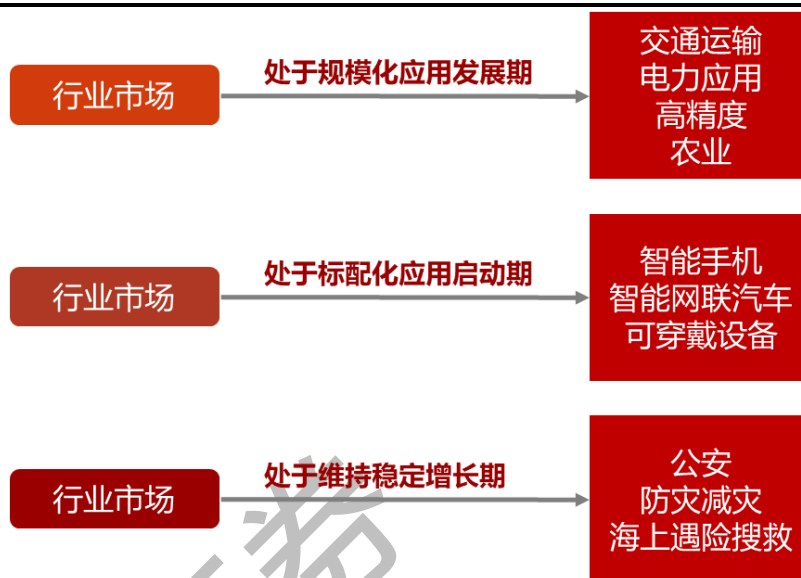 行业市场
处于规模化应用发展期
交通运输
电力应用
高精度
农业
行业市场
处于标配化应用启动期
智能手机
智能网联汽车
可穿戴设备
行业市场
处于维持稳定增长期
公安
防灾减灾
海上遇险搜救
券